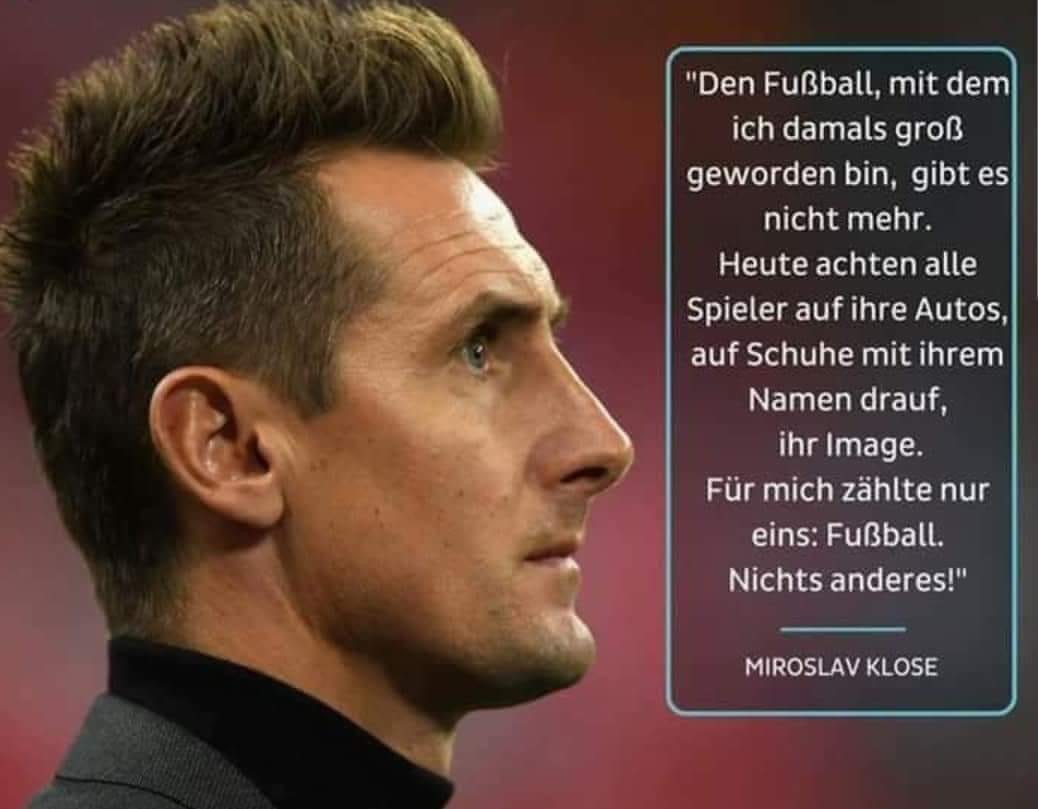 "Den Fußball, mit dem
ich damals groß
geworden bin, gibt es
nicht mehr.
Heute achten alle
Spieler auf ihre Autos,
auf Schuhe mit ihrem
Namen drauf,
ihr Image.
Für mich zählte nur
eins: Fußball.
Nichts anderes!"
MIROSLAV KLOSE